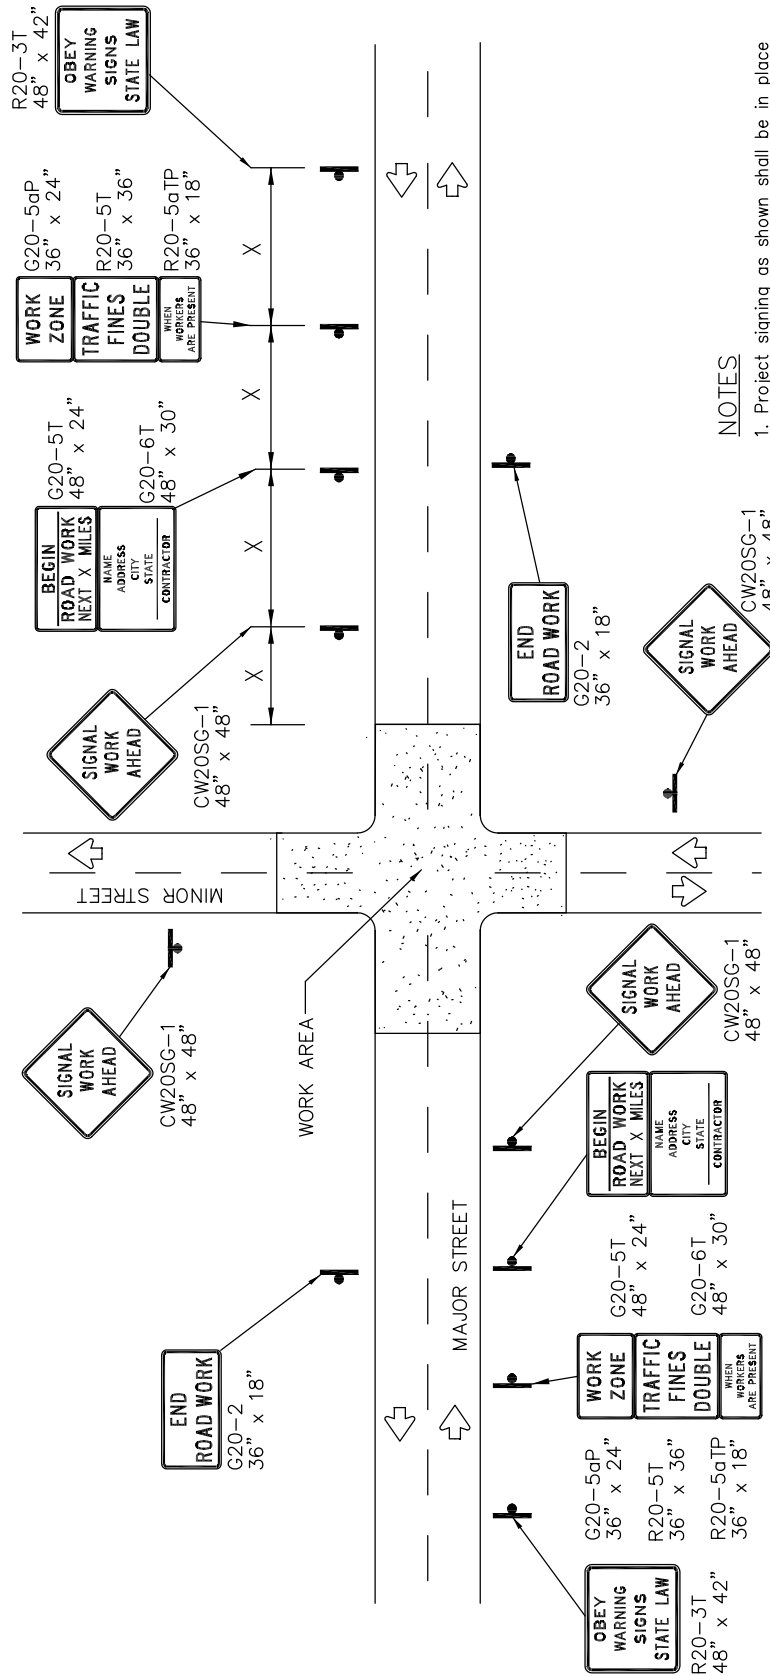 END
ROAD WORK
G20-2
36" x 18"
SIGNAL
WORK
AHEAD
CW20SG-1
48" x 48"
MINOR STREET
SIGNAL
WORK
AHEAD
CW20SG-1
48" x 48"
BEGIN
ROAD WORK
NEXT X MILES
NAME
ADDRESS
CITY
STATE
CONTRACTOR
G20-5T
48" x 24"
G20-6T
48" x 30"
WORK
ZONE
TRAFFIC
FINES
DOUBLE
WHEN
WORKERS
ARE PRESENT
G20-5aP
36" x 24"
R20-5T
36" x 36"
R20-5aTP
36" x 18"
R20-3T
48" x 42"
OBEY
WARNING
SIGNS
STATE LAW
X
X
X
X
WORK AREA
MAJOR STREET
OBEY
WARNING
SIGNS
STATE LAW
R20-3T
48" x 42"
G20-5aP
36" x 24"
R20-5T
36" x 36"
R20-5aTP
36" x 18"
WORK
ZONE
TRAFFIC
FINES
DOUBLE
WHEN
WORKERS
ARE PRESENT
G20-5T
48" x 24"
G20-6T
48" x 30"
BEGIN
ROAD WORK
NEXT X MILES
NAME
ADDRESS
CITY
STATE
CONTRACTOR
SIGNAL
WORK
AHEAD
CW20SG-1
48" x 48"
END
ROAD WORK
G20-2
36" x 18"
SIGNAL
WORK
AHEAD
CW20SG-1
48" x 48"
NOTES
1. Project signing as shown shall be in place